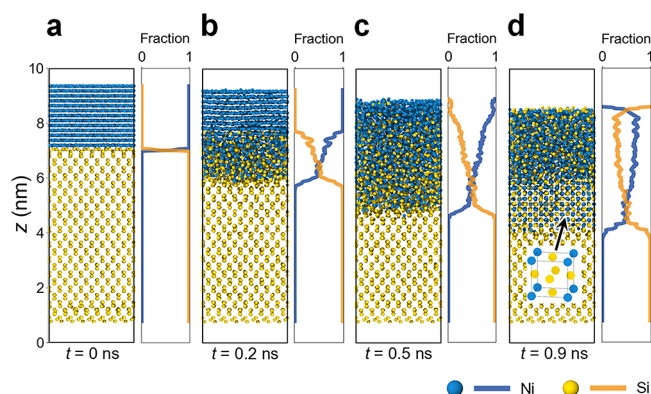 a
b
c
d
Fraction
Fraction
Fraction
Fraction
0 1
0 1
0 1
0 1
10
8
6
4
2
0
z (nm)
t = 0 ns
t = 0.2 ns
t = 0.5 ns
t = 0.9 ns
Ni
Si